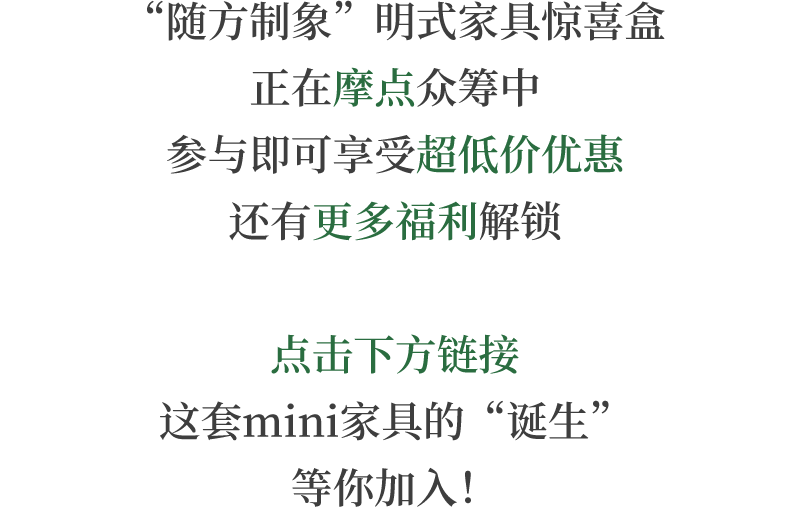 “随方制象”明式家具惊喜盒
正在摩点众筹中
参与即可享受超低价优惠
还有更多福利解锁
点击下方链接
这套mini家具的“诞生”
等你加入！